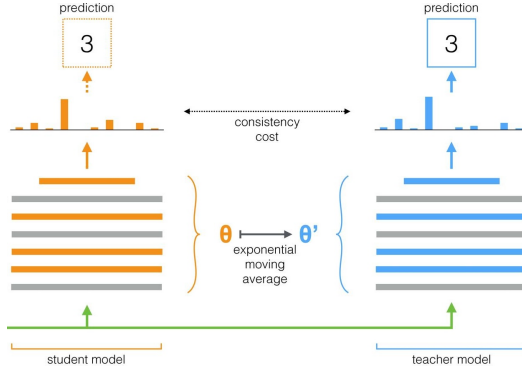 prediction
prediction
3
3
consistency
cost
θ
θ’
exponential
moving
average
student model
teacher model